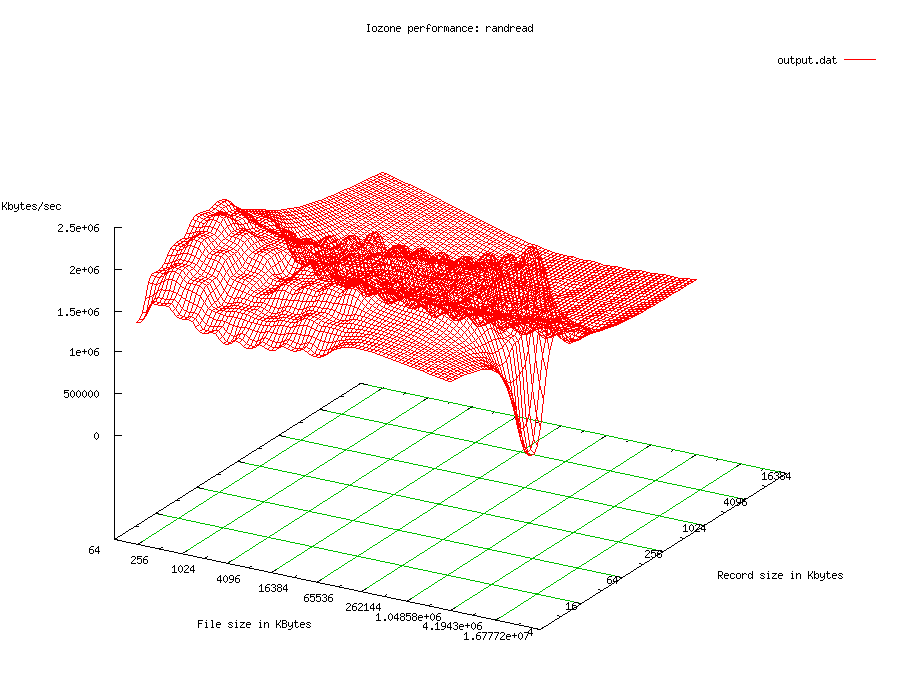 Iozone performance: randread
output.dat
Kbytes/sec
2.5e+06
2e+06
1.5e+06
1e+06
500000
0
64
256
1024
4096
16384
65536
262144
1.04858e+06
4.1943e+06
1.67772e+07
4
16
64
256
1024
4096
16384
Record size in Kbytes
File size in KBytes